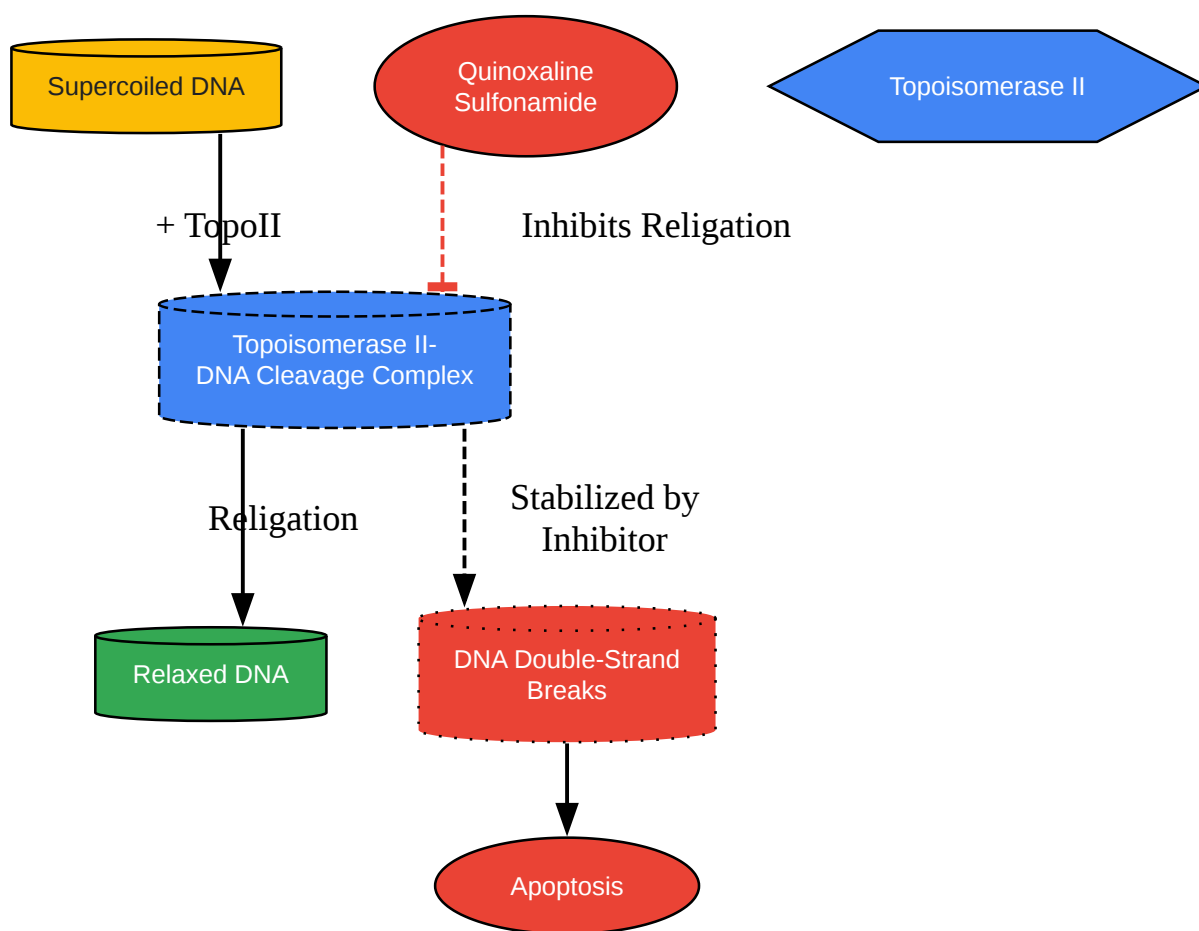 Supercoiled DNA
Quinoxaline
Sulfonamide
Topoisomerase II
+ TopoII
Inhibits Religation
Topoisomerase II-
DNA Cleavage Complex
Religation
Stabilized by
Inhibitor
Relaxed DNA
DNA Double-Strand
Breaks
Apoptosis